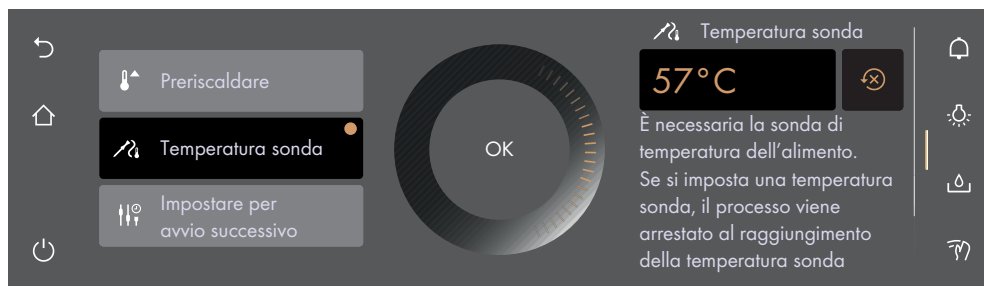 Preriscaldare
Temperatura sonda
Impostare per
avvio successivo
OK
Temperatura sonda
57°C
È necessaria la sonda di
temperatura dell'alimento.
Se si imposta una temperatura
sonda, il processo viene
arrestato al raggiungimento
della temperatura sonda